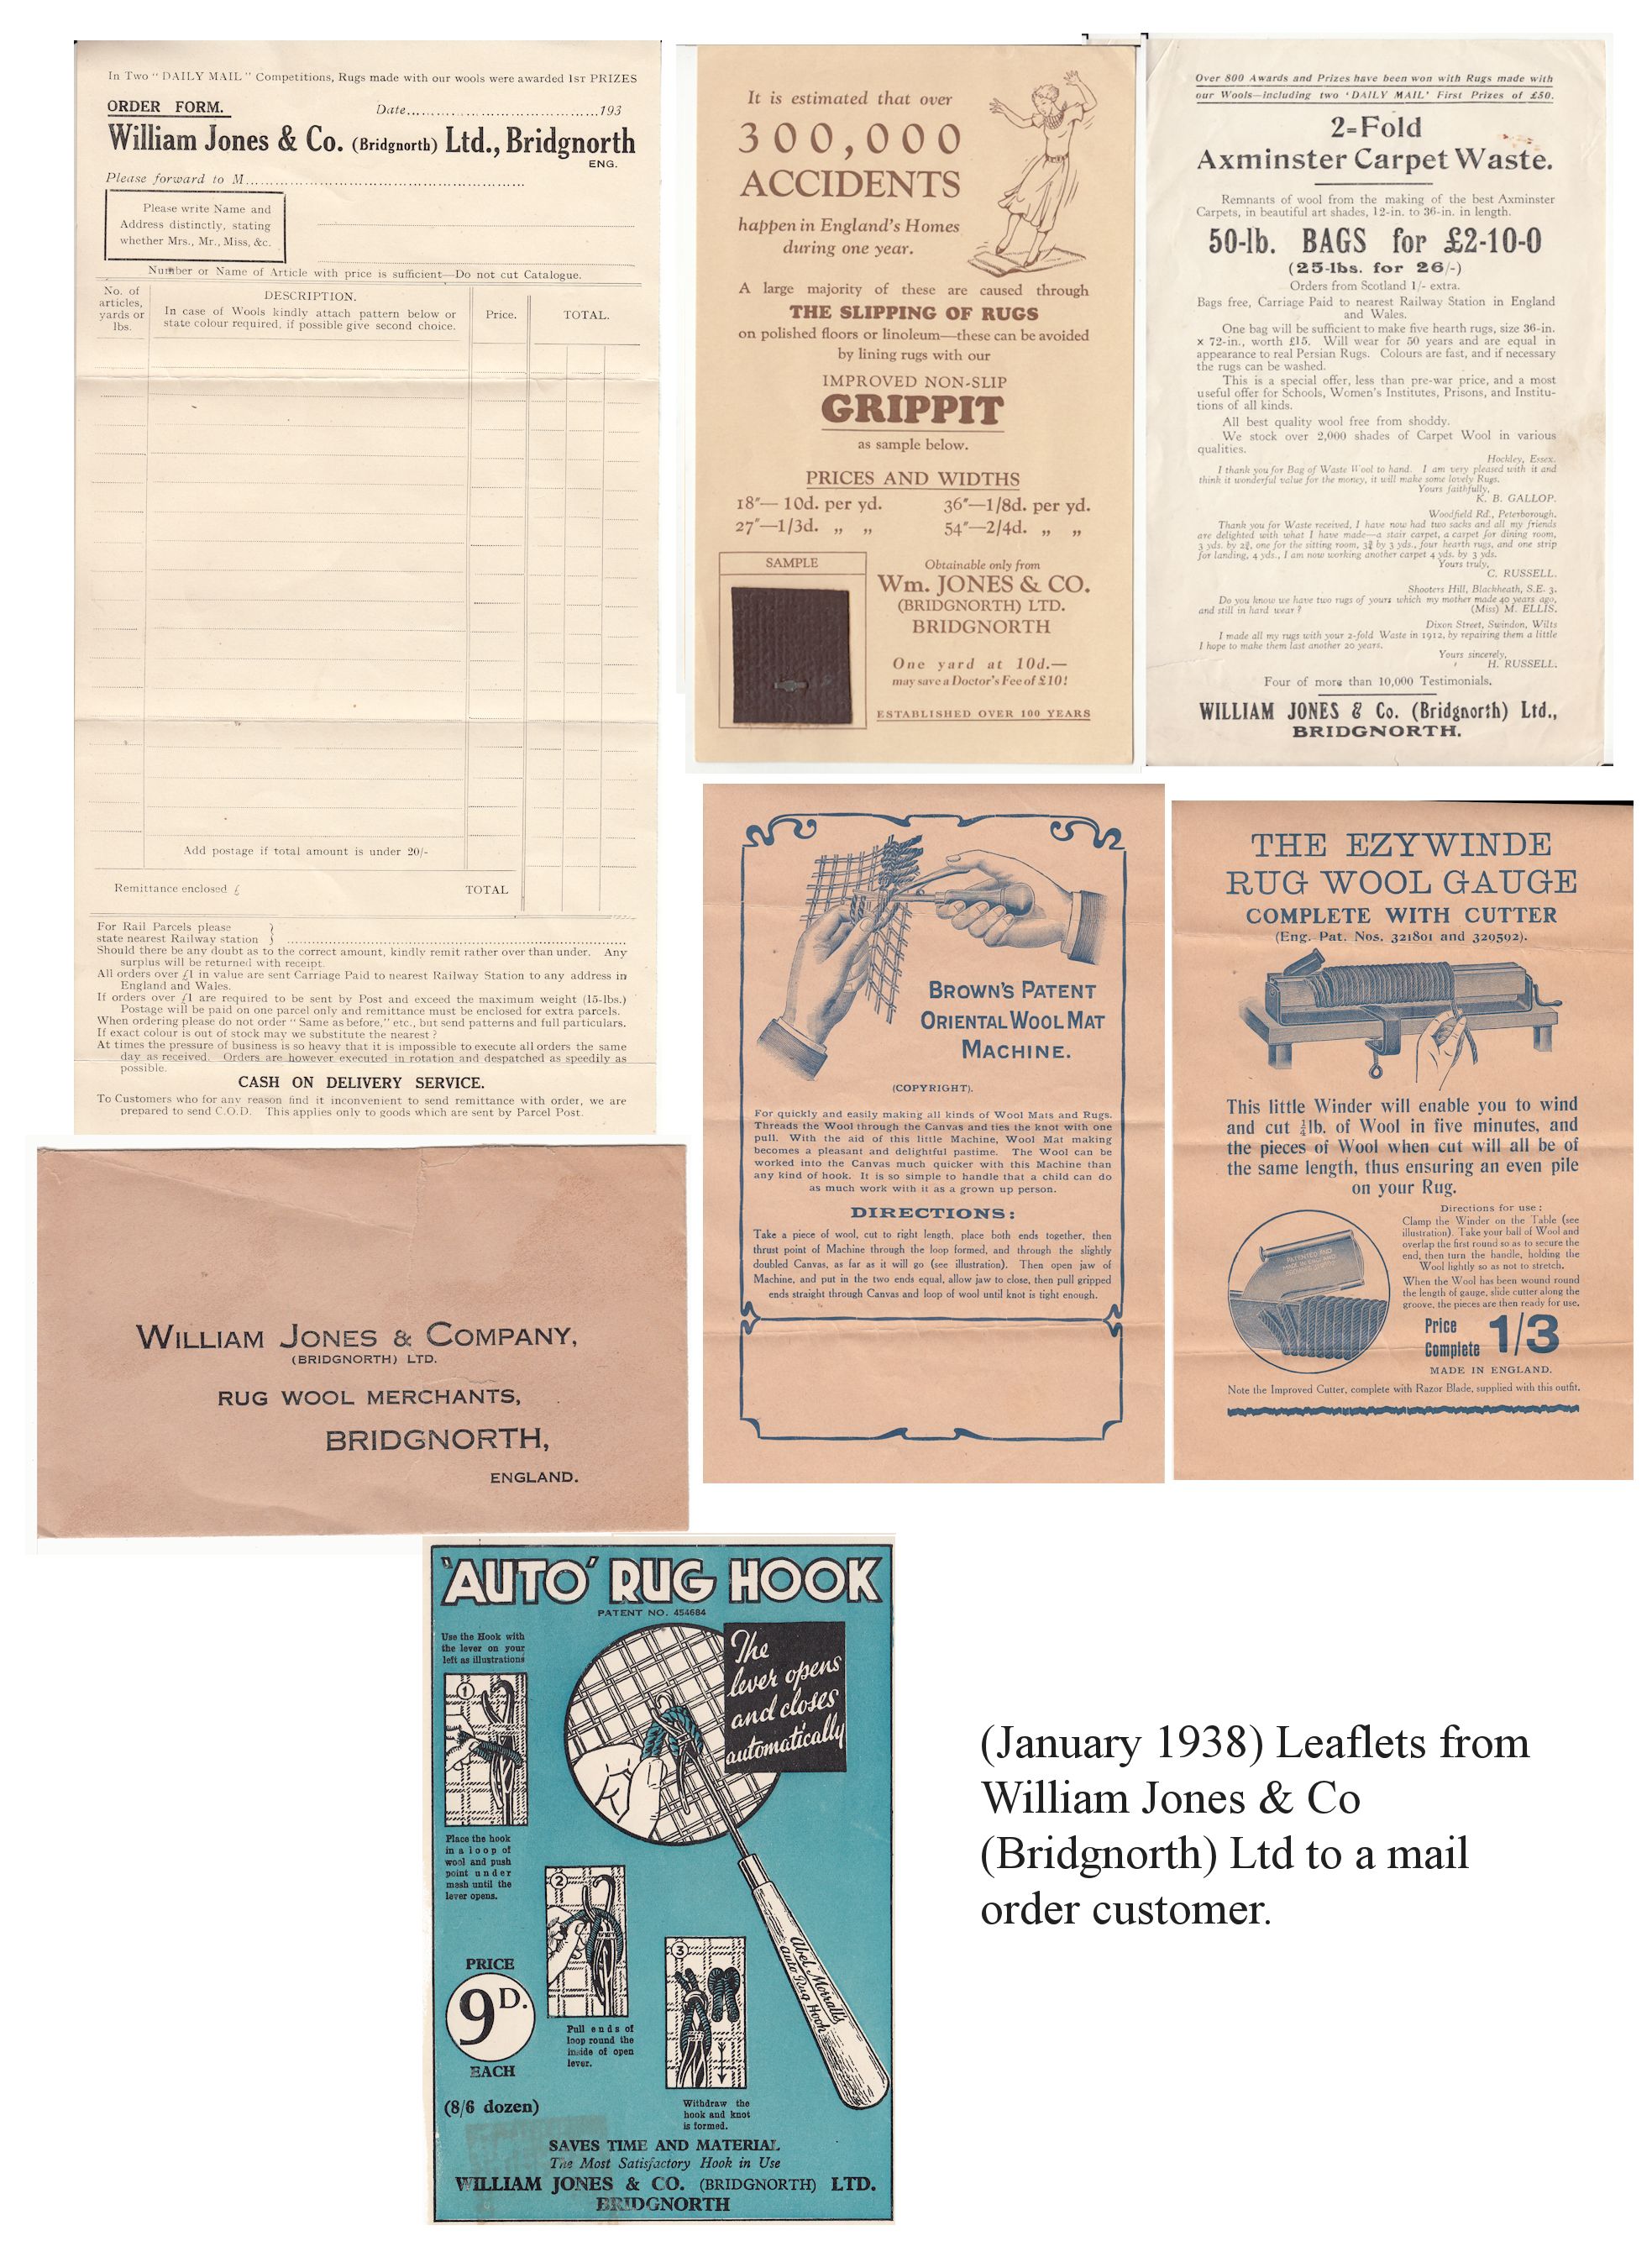 In Two "DAILY MAIL" Competitions, Rugs made with our wools were awarded 1ST PRIZES
ORDER FORM.
Date..................................193
William Jones & Co. (Bridgnorth) Ltd., Bridgnorth
ENG.
Please forward to M..........................................................
Please write Name and
Address distinctly, stating
whether Mrs., Mr., Miss, &c.
Number or Name of Article with price is sufficient—Do not cut Catalogue.
No. of
articles,
yards or
lbs.
DESCRIPTION.
In case of Wools kindly attach pattern below or
state colour required, if possible give second choice.
Price.
TOTAL.
Add postage if total amount is under 20/-
Remittance enclosed £
TOTAL
For Rail Parcels please
state nearest Railway station
Should there be any doubt as to the correct amount, kindly remit rather over than under. Any
surplus will be returned with receipt.
All orders over £1 in value are sent Carriage Paid to nearest Railway Station to any address in
England and Wales.
If orders over £1 are required to be sent by Post and exceed the maximum weight (15-lbs.)
Postage will be paid on one parcel only and remittance must be enclosed for extra parcels.
When ordering please do not order "Same as before," etc., but send patterns and full particulars.
If exact colour is out of stock may we substitute the nearest?
At times the pressure of business is so heavy that it is impossible to execute all orders the same
day as received. Orders are however executed in rotation and despatched as speedily as
possible.
CASH ON DELIVERY SERVICE.
To Customers who for any reason find it inconvenient to send remittance with order, we are
prepared to send C.O.D. This applies only to goods which are sent by Parcel Post.
It is estimated that over
300,000
ACCIDENTS
happen in England's Homes
during one year.
A large majority of these are caused through
THE SLIPPING OF RUGS
on polished floors or linoleum—these can be avoided
by lining rugs with our
IMPROVED NON-SLIP
GRIPPIT
as sample below.
PRICES AND WIDTHS
18"— 10d. per yd. 36"—1/8d. per yd.
27"—1/3d. „ „ 54"—2/4d. „ „
SAMPLE
Obtainable only from
Wm. JONES & CO.
(BRIDGNORTH) LTD.
BRIDGNORTH
One yard at 10d.—
may save a Doctor's Fee of £10!
ESTABLISHED OVER 100 YEARS
Over 800 Awards and Prizes have been won with Rugs made with
our Wools—including two 'DAILY MAIL' First Prizes of £50.
2=Fold
Axminster Carpet Waste.
Remnants of wool from the making of the best Axminster
Carpets, in beautiful art shades, 12-in. to 36-in. in length.
50-lb. BAGS for £2-10-0
(25-lbs. for 26/-)
Orders from Scotland 1/- extra.
Bags free, Carriage Paid to nearest Railway Station in England
and Wales.
One bag will be sufficient to make five hearth rugs, size 36-in.
x 72-in., worth £15. Will wear for 50 years and are equal in
appearance to real Persian Rugs. Colours are fast, and if necessary
the rugs can be washed.
This is a special offer, less than pre-war price, and a most
useful offer for Schools, Women's Institutes, Prisons, and Institu-
tions of all kinds.
All best quality wool free from shoddy.
We stock over 2,000 shades of Carpet Wool in various
qualities.
Hockley, Essex.
I thank you for Bag of Waste Wool to hand. I am very pleased with it and
think it wonderful value for the money, it will make some lovely Rugs.
Yours faithfully,
K. B. GALLOP.
Woodfield Rd., Peterborough.
Thank you for Waste received, I have now had two sacks and all my friends
are delighted with what I have made—a stair carpet, a carpet for dining room,
3 yds. by 2¾, one for the sitting room, 3¾ by 3 yds., four hearth rugs, and one strip
for landing, 4 yds., I am now working another carpet 4 yds. by 3 yds.
Yours truly,
C. RUSSELL.
Shooters Hill, Blackheath, S.E. 3.
Do you know we have two rugs of yours which my mother made 40 years ago,
and still in hard wear?
(Miss) M. ELLIS.
Dixon Street, Swindon, Wilts
I made all my rugs with your 2-fold Waste in 1912, by repairing them a little
I hope to make them last another 20 years.
Yours sincerely,
H. RUSSELL.
Four of more than 10,000 Testimonials.
WILLIAM JONES & Co. (Bridgnorth) Ltd.,
BRIDGNORTH.
BROWN'S PATENT
ORIENTAL WOOL MAT
MACHINE.
(COPYRIGHT).
For quickly and easily making all kinds of Wool Mats and Rugs.
Threads the Wool through the Canvas and ties the knot with one
pull. With the aid of this little Machine, Wool Mat making
becomes a pleasant and delightful pastime. The Wool can be
worked into the Canvas much quicker with this Machine than
any kind of hook. It is so simple to handle that a child can do
as much work with it as a grown up person.
DIRECTIONS:
Take a piece of wool, cut to right length, place both ends together, then
thrust point of Machine through the loop formed, and through the slightly
doubled Canvas, as far as it will go (see illustration). Then open jaw of
Machine, and put in the two ends equal, allow jaw to close, then pull gripped
ends straight through Canvas and loop of wool until knot is tight enough.
THE EZYWINDE
RUG WOOL GAUGE
COMPLETE WITH CUTTER
(Eng. Pat. Nos. 321801 and 329592).
This little Winder will enable you to wind
and cut ¼lb. of Wool in five minutes, and
the pieces of Wool when cut will all be of
the same length, thus ensuring an even pile
on your Rug.
Directions for use:
Clamp the Winder on the Table (see
illustration). Take your ball of Wool and
overlap the first round so as to secure the
end, then turn the handle, holding the
Wool lightly so as not to stretch.
When the Wool has been wound round
the length of gauge, slide cutter along the
groove, the pieces are then ready for use.
Price
Complete 1/3
MADE IN ENGLAND.
Note the Improved Cutter, complete with Razor Blade, supplied with this outfit.
WILLIAM JONES & COMPANY,
(BRIDGNORTH) LTD.
RUG WOOL MERCHANTS,
BRIDGNORTH,
ENGLAND.
'AUTO' RUG HOOK
PATENT NO. 454684
Use the Hook with
the lever on your
left as illustrations
The
lever opens
and closes
automatically
1
Place the hook
in a loop of
wool and push
point under
mesh until the
lever opens.
2
Pull ends of
loop round the
inside of open
lever.
3
Withdraw the
hook and knot
is formed.
Abel Morrall's
Auto Rug Hook
PRICE
9D.
EACH
(8/6 dozen)
SAVES TIME AND MATERIAL
The Most Satisfactory Hook in Use
WILLIAM JONES & CO. (BRIDGNORTH) LTD.
BRIDGNORTH
(January 1938) Leaflets from
William Jones & Co
(Bridgnorth) Ltd to a mail
order customer.